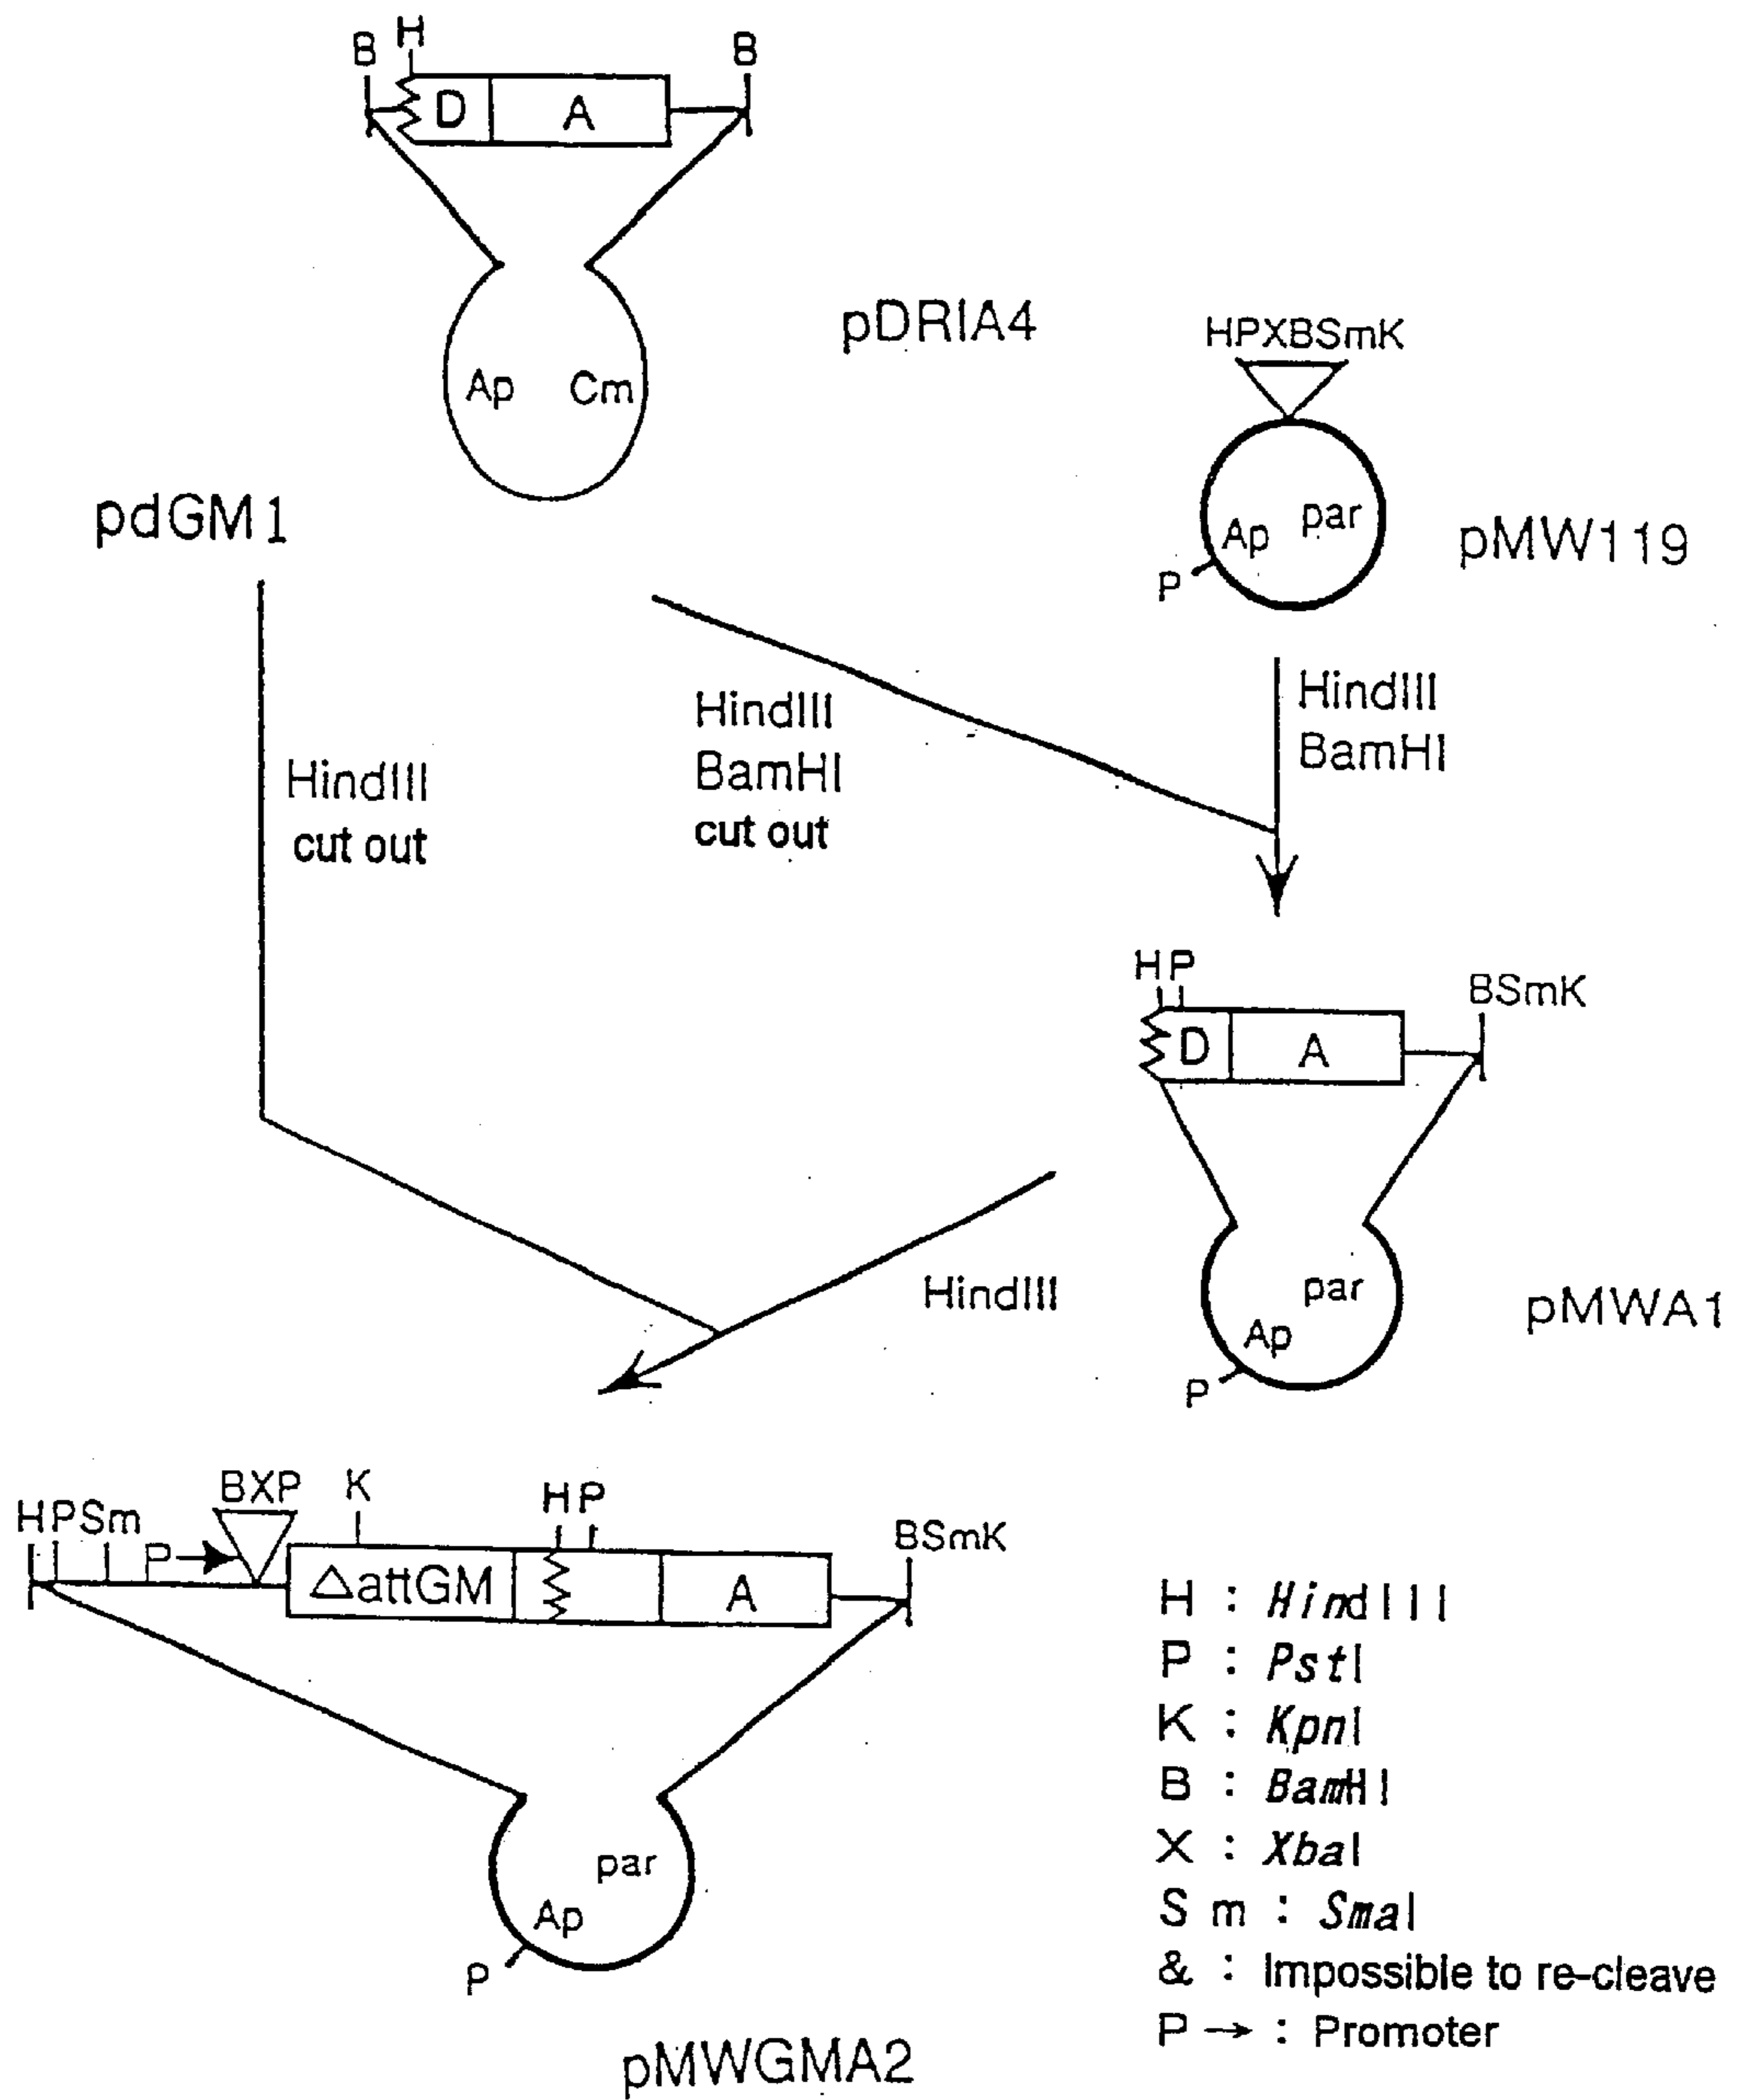 B H B
D A
pDRIA4
Ap Cm
HPXBSmK
Ap par
P
pMW119
pdGM1
HindIII
cut out
HindIII
BamHI
cut out
HindIII
BamHI
HP
BSmK
D A
par
Ap
P
pMWA1
HindIII
HPSm
P→
BXP
K
HP
BSmK
△attGM
A
par
Ap
P
pMWGMA2
H : HindIII
P : PstI
K : KpnI
B : BamHI
X : XbaI
Sm : SmaI
& : Impossible to re-cleave
P → : Promoter